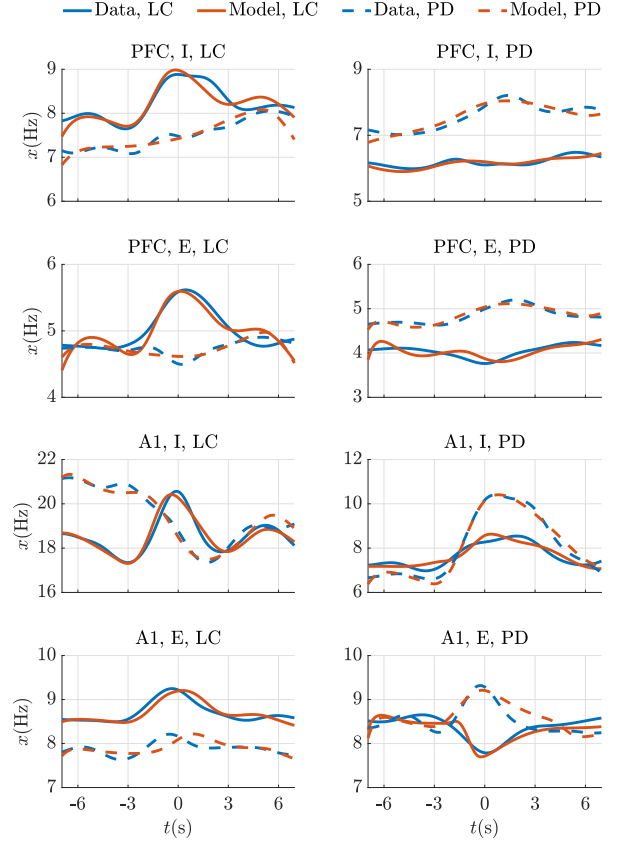 Data, LC Model, LC Data, PD Model, PD
PFC, I, LC
9
8
7
6
x(Hz)
PFC, I, PD
9
7
5
PFC, E, LC
6
5
4
x(Hz)
PFC, E, PD
6
5
4
3
A1, I, LC
22
20
18
16
x(Hz)
A1, I, PD
12
10
8
6
A1, E, LC
10
9
8
7
x(Hz)
-6 -3 0 3 6
t(s)
A1, E, PD
10
9
8
7
-6 -3 0 3 6
t(s)